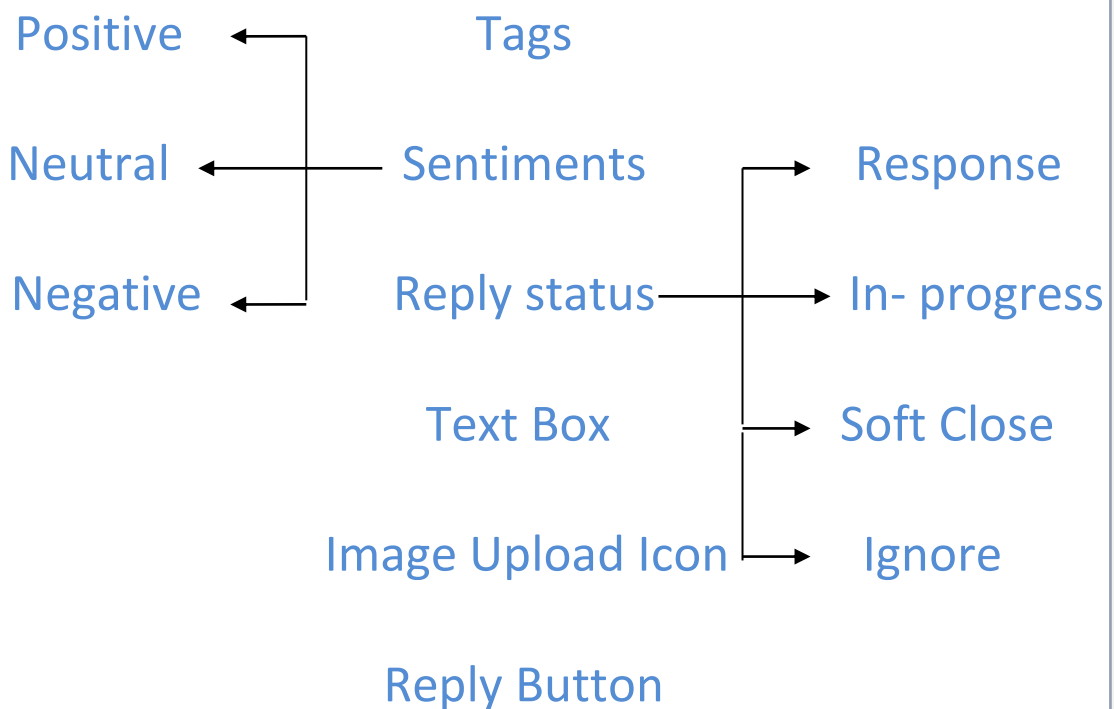 Positive
Tags
Neutral
Sentiments
Response
Negative
Reply status
In- progress
Text Box
Soft Close
Image Upload Icon
Ignore
Reply Button